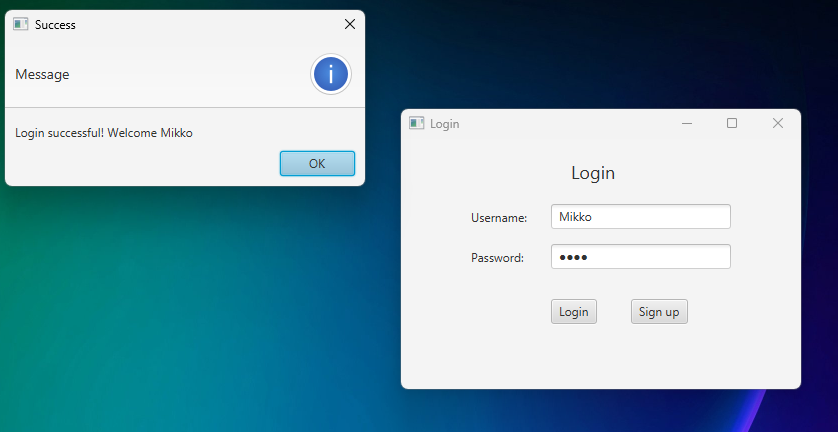 Success
Message
i
Login successful! Welcome Mikko
OK
Login
Login
Username: Mikko
Password: ●●●●
Login Sign up